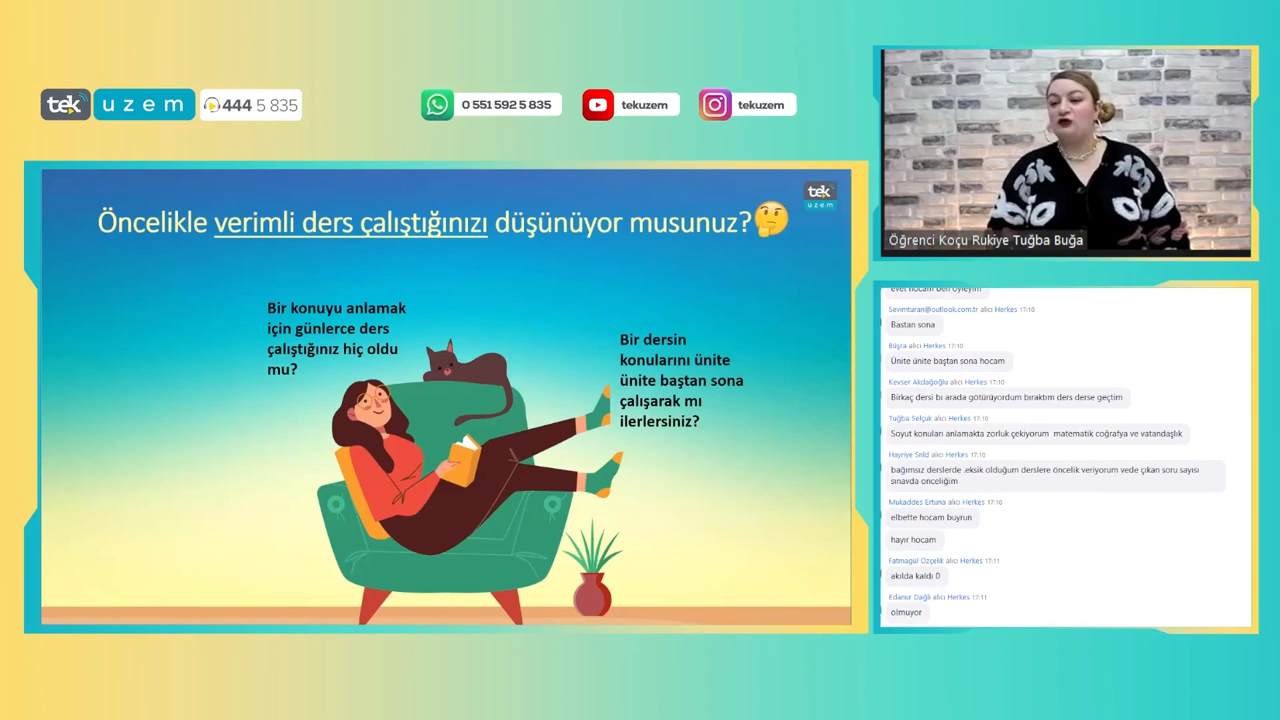 tek uzem 444 5 835
0 551 592 5 835
tekuzem
tekuzem
tek
uzem
Öncelikle verimli ders çalıştığınızı düşünüyor musunuz?🤔
Bir konuyu anlamak
için günlerce ders
çalıştığınız hiç oldu
mu?
Bir dersin
konularını ünite
ünite baştan sona
çalışarak mı
ilerlersiniz?
Öğrenci Koçu Rukiye Tuğba Buğa
evet hocam ben öyleyim
Sevimturan@outlook.com.tr alıcı Herkes 17:10
Bastan sona
Büşra alıcı Herkes 17:10
Ünite ünite baştan sona hocam
Kevser Akdağoğlu alıcı Herkes 17:10
Birkaç dersi bı arada götürüyordum bıraktım ders derse geçtim
Tuğba Selçuk alıcı Herkes 17:10
Soyut konuları anlamakta zorluk çekiyorum matematik coğrafya ve vatandaşlık
Hayriye Snld alıcı Herkes 17:10
bağımsız derslerde .eksik olduğum derslere öncelik veriyorum vede çıkan soru sayısı
sınavda onceliğim
Mukaddes Ertuna alıcı Herkes 17:10
elbette hocam buyrun
hayır hocam
Fatmagül Özçelik alıcı Herkes 17:11
akılda kaldı 0
Edanur Dağlı alıcı Herkes 17:11
olmuyor